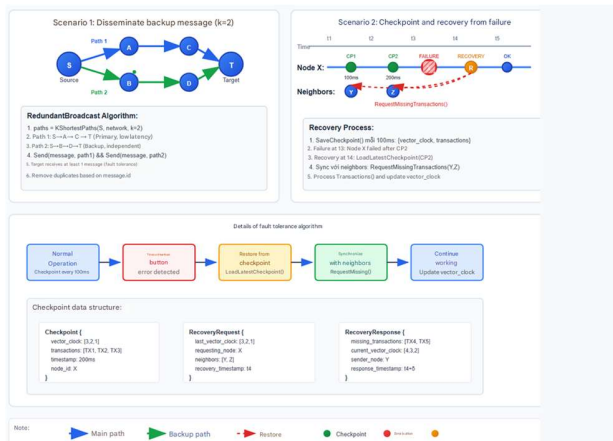 Scenario 1: Disseminate backup message (k=2)
Path 1
A
C
S
Source
T
Target
B
D
Path 2
RedundantBroadcast Algorithm:
1. paths = KShortestPaths(S, network, k=2)
2. Path 1: S→A→ C → T (Primary, low latency)
3. Path 2: S→B→D→T (Backup, independent)
4. Send(message, path1) && Send(message, path2)
5. Target receives at least 1 message (fault tolerance)
6. Remove duplicates based on message.id
Scenario 2: Checkpoint and recovery from failure
t1 t2 t3 t4 t5
Time
CP1 CP2 FAILURE RECOVERY OK
Node X:
R
100ms 200ms
Neighbors:
Y Z
RequestMissingTransactions()
Recovery Process:
1. SaveCheckpoint() mỗi 100ms: {vector_clock, transactions}
2. Failure at 13: Node X failed after CP2
3. Recovery at 14: LoadLatestCheckpoint(CP2)
4. Sync với neighbors: RequestMissingTransactions(Y,Z)
5. Process Transactions() and update vector_clock
Details of fault tolerance algorithm
Normal
Operation
Checkpoint every 100ms
button
error detected
Restore from
checkpoint
LoadLatestCheckpoint()
with neighbors
RequestMissing()
Continue
working
Update vector_clock
Checkpoint data structure:
Checkpoint {
vector_clock: [3,2,1]
transactions: [TX1, TX2, TX3]
timestamp: 200ms
node_id: X
}
RecoveryRequest {
last_vector_clock: [3,2,1]
requesting_node: X
neighbors: [Y, Z]
recovery_timestamp: t4
}
RecoveryResponse {
missing_transactions: [TX4, TX5]
current_vector_clock: [4,3,2]
sender_node: Y
response_timestamp: t4+δ
}
Note:
Main path
Backup path
Restore
Checkpoint